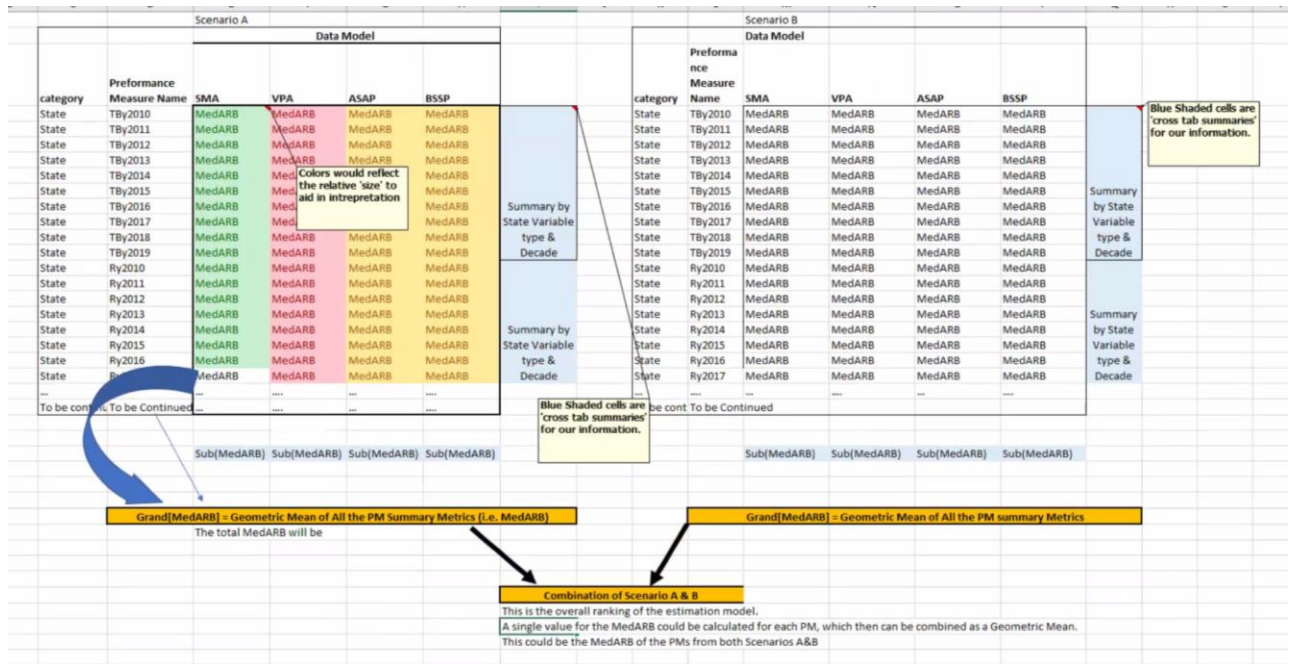 Scenario A Scenario B
Data Model Data Model
Preforma
nce
Preformance Measure
category Measure Name SMA VPA ASAP BSSP category Name SMA VPA ASAP BSSP
State TBy2010 MedARB MedARB MedARB MedARB State TBy2010 MedARB MedARB MedARB MedARB
State TBy2011 MedARB MedARB MedARB MedARB State TBy2011 MedARB MedARB MedARB MedARB
State TBy2012 MedARB MedARB MedARB MedARB State TBy2012 MedARB MedARB MedARB MedARB
State TBy2013 MedARB MedARB MedARB MedARB State TBy2013 MedARB MedARB MedARB MedARB
State TBy2014 MedARB Med MedARB State TBy2014 MedARB MedARB MedARB MedARB
State TBy2015 MedARB Med MedARB State TBy2015 MedARB MedARB MedARB MedARB Summary
State TBy2016 MedARB Med MedARB Summary by State TBy2016 MedARB MedARB MedARB MedARB by State
State TBy2017 MedARB Med MedARB State Variable State TBy2017 MedARB MedARB MedARB MedARB Variable
State TBy2018 MedARB MedARB MedARB MedARB type & State TBy2018 MedARB MedARB MedARB MedARB type &
State TBy2019 MedARB MedARB MedARB MedARB Decade State TBy2019 MedARB MedARB MedARB MedARB Decade
State Ry2010 MedARB MedARB MedARB MedARB State Ry2010 MedARB MedARB MedARB MedARB
State Ry2011 MedARB MedARB MedARB MedARB State Ry2011 MedARB MedARB MedARB MedARB
State Ry2012 MedARB MedARB MedARB MedARB State Ry2012 MedARB MedARB MedARB MedARB
State Ry2013 MedARB MedARB MedARB MedARB State Ry2013 MedARB MedARB MedARB MedARB Summary
State Ry2014 MedARB MedARB MedARB MedARB Summary by State Ry2014 MedARB MedARB MedARB MedARB by State
State Ry2015 MedARB MedARB MedARB MedARB State Variable State Ry2015 MedARB MedARB MedARB MedARB Variable
State Ry2016 MedARB MedARB MedARB MedARB type & State Ry2016 MedARB MedARB MedARB MedARB type &
State MedARB MedARB MedARB MedARB Decade State Ry2017 MedARB MedARB MedARB MedARB Decade
... ... .... ... .... ... ... .... ... ....
To be To be Continued ... .... ... .... be cont To be Continued
Colors would reflect
the relative 'size' to
aid in intrepretation
Blue Shaded cells are
'cross tab summaries'
for our information.
Blue Shaded cells are
'cross tab summaries'
for our information.
Sub(MedARB) Sub(MedARB) Sub(MedARB) Sub(MedARB) Sub(MedARB) Sub(MedARB) Sub(MedARB) Sub(MedARB)
Grand[MedARB] = Geometric Mean of All the PM Summary Metrics (i.e. MedARB) Grand[MedARB] = Geometric Mean of All the PM summary Metrics
The total MedARB will be
Combination of Scenario A & B
This is the overall ranking of the estimation model.
A single value for the MedARB could be calculated for each PM, which then can be combined as a Geometric Mean.
This could be the MedARB of the PMs from both Scenarios A&B